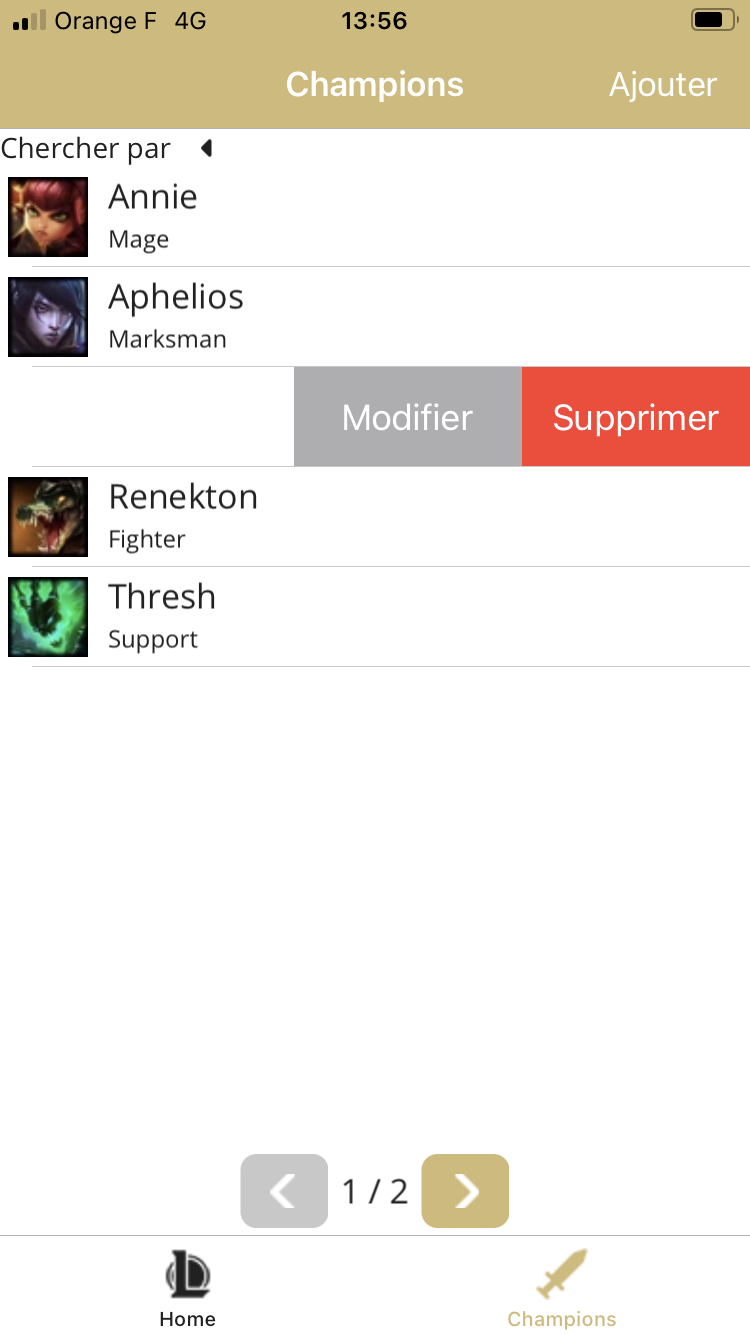 Orange F 4G 13:56
Champions Ajouter
Chercher par
Annie
Mage
Aphelios
Marksman
Modifier Supprimer
Renekton
Fighter
Thresh
Support
1 / 2
Home Champions